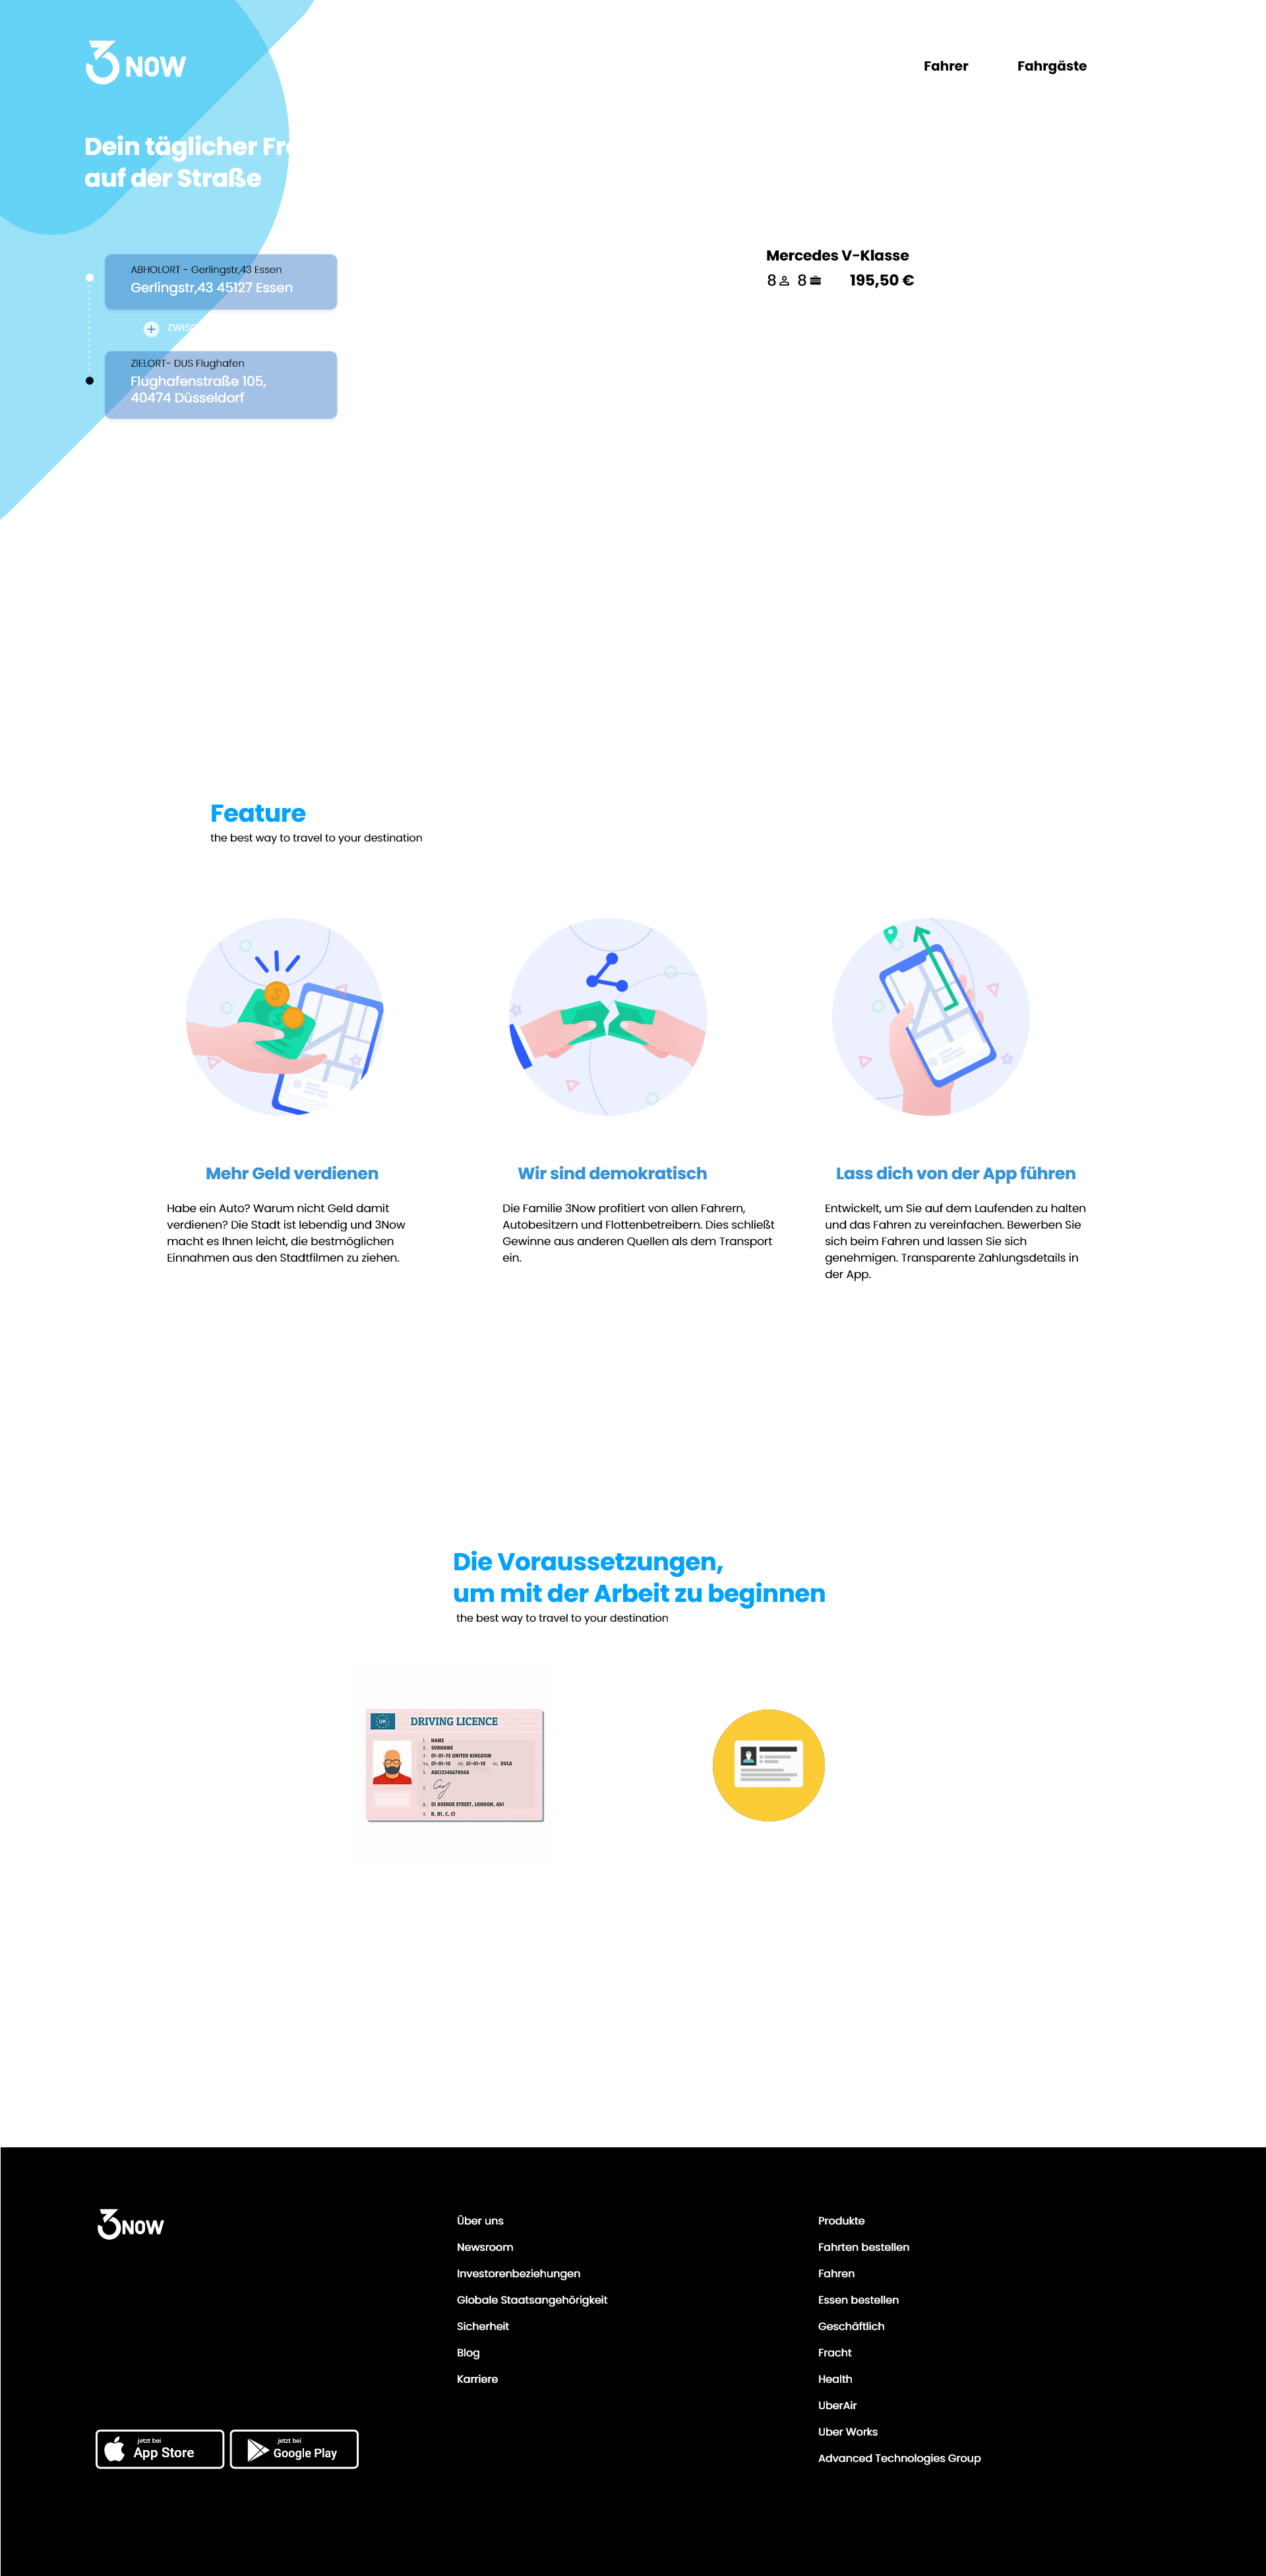 3NOW
Fahrer
Fahrgäste
Dein täglicher
auf der Straße
ABHOLORT - Gerlingstr,43 Essen
Gerlingstr,43 45127 Essen
ZIELORT- DUS Flughafen
Flughafenstraße 105,
40474 Düsseldorf
Mercedes V-Klasse
8 8 195,50 €
Feature
the best way to travel to your destination
Mehr Geld verdienen
Habe ein Auto? Warum nicht Geld damit
verdienen? Die Stadt ist lebendig und 3Now
macht es Ihnen leicht, die bestmöglichen
Einnahmen aus den Stadtfilmen zu ziehen.
Wir sind demokratisch
Die Familie 3Now profitiert von allen Fahrern,
Autobesitzern und Flottenbetreibern. Dies schließt
Gewinne aus anderen Quellen als dem Transport
ein.
Lass dich von der App führen
Entwickelt, um Sie auf dem Laufenden zu halten
und das Fahren zu vereinfachen. Bewerben Sie
sich beim Fahren und lassen Sie sich
genehmigen. Transparente Zahlungsdetails in
der App.
Die Voraussetzungen,
um mit der Arbeit zu beginnen
the best way to travel to your destination
UK
DRIVING LICENCE
1. NAME
2. SURNAME
3. 01-01-75 UNITED KINGDOM
4a. 01-01-10 4b. 01-01-10 4c. DVLA
5. ABC123456789AA
7.
8. 01 AVENUE STREET, LONDON, Ab1
9. B, B1, C, C1
3NOW
Über uns
Newsroom
Investorenbeziehungen
Globale Staatsangehörigkeit
Sicherheit
Blog
Karriere
Produkte
Fahrten bestellen
Fahren
Essen bestellen
Geschäftlich
Fracht
Health
UberAir
Uber Works
Advanced Technologies Group
jetzt bei
App Store
jetzt bei
Google Play